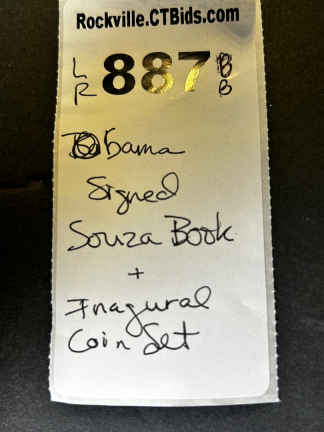 Rockville.CTBids.com
LR 887 BB
Obama
Signed
Souza Book
+
Inagural
Coin Set